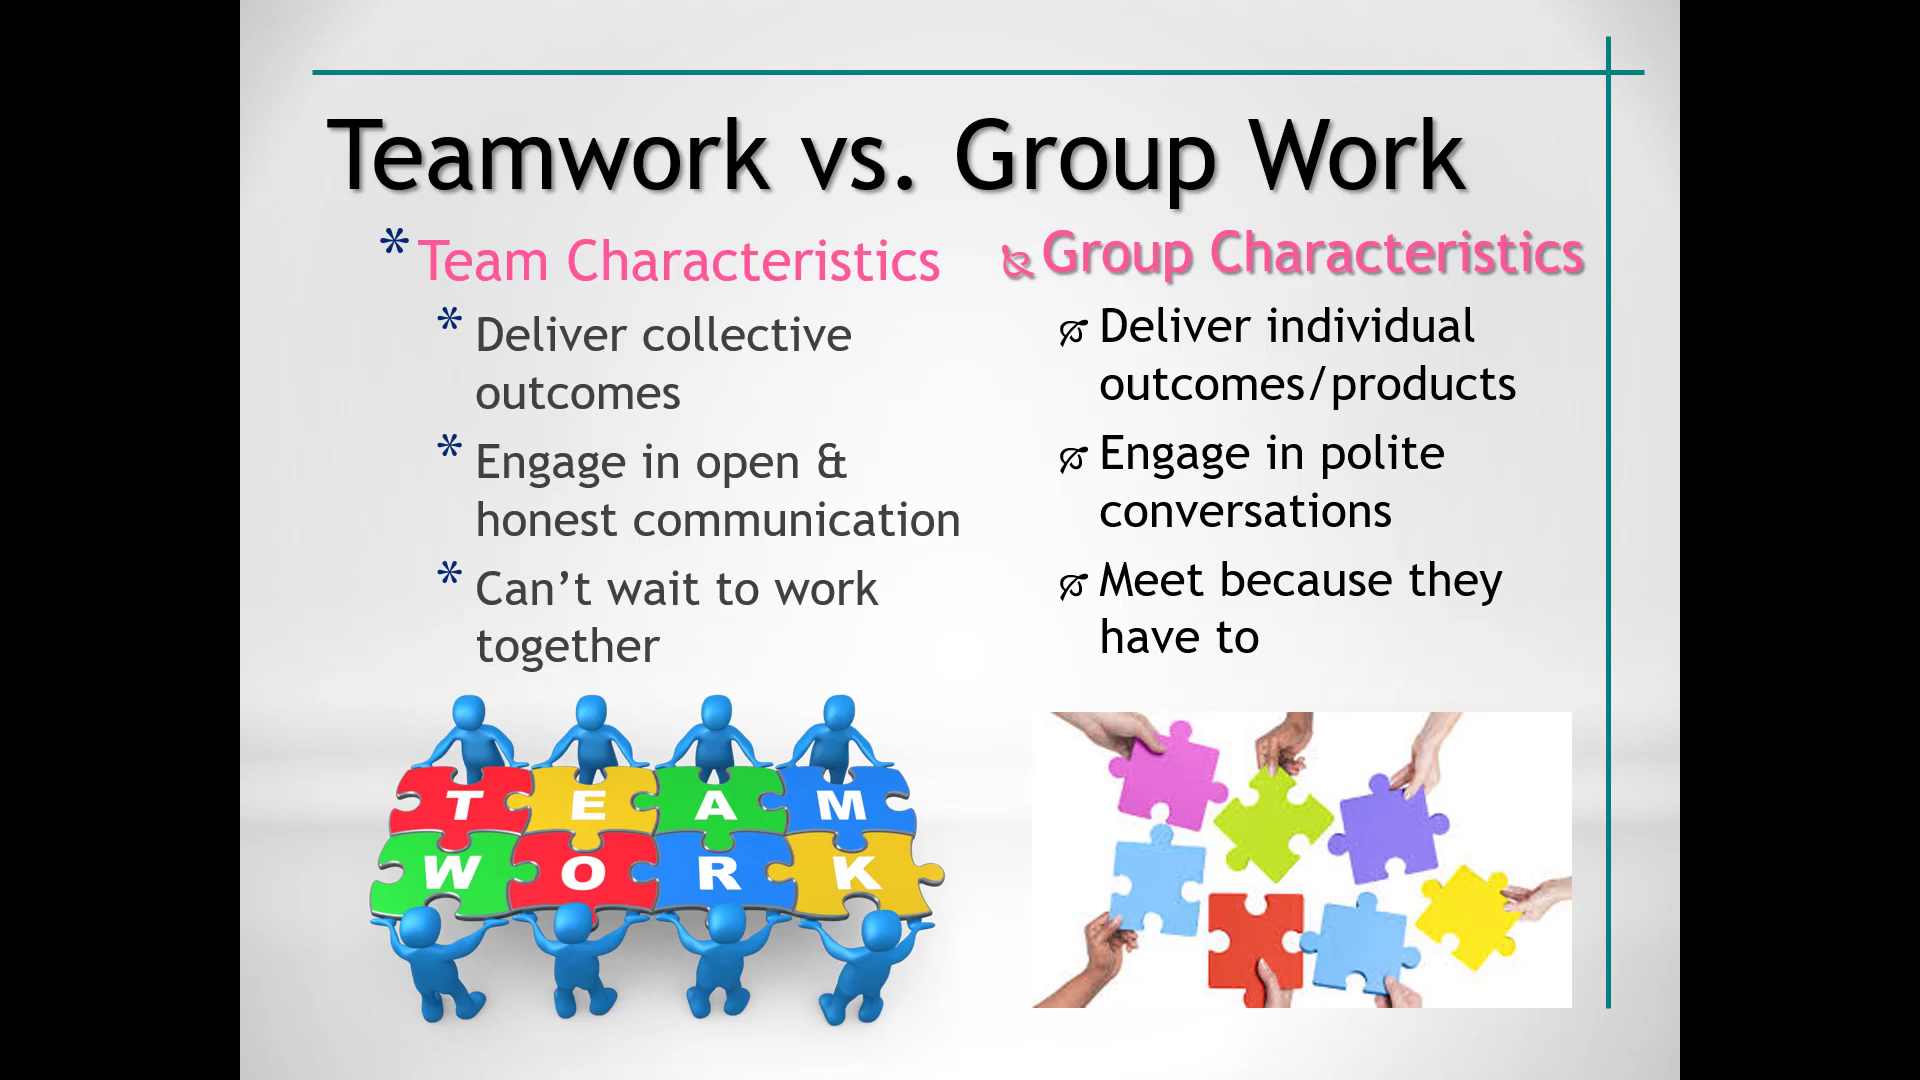 Teamwork vs. Group Work
* Team Characteristics
* Deliver collective
outcomes
* Engage in open &
honest communication
* Can’t wait to work
together
Group Characteristics
Deliver individual
outcomes/products
Engage in polite
conversations
Meet because they
have to
TEAM
WORK